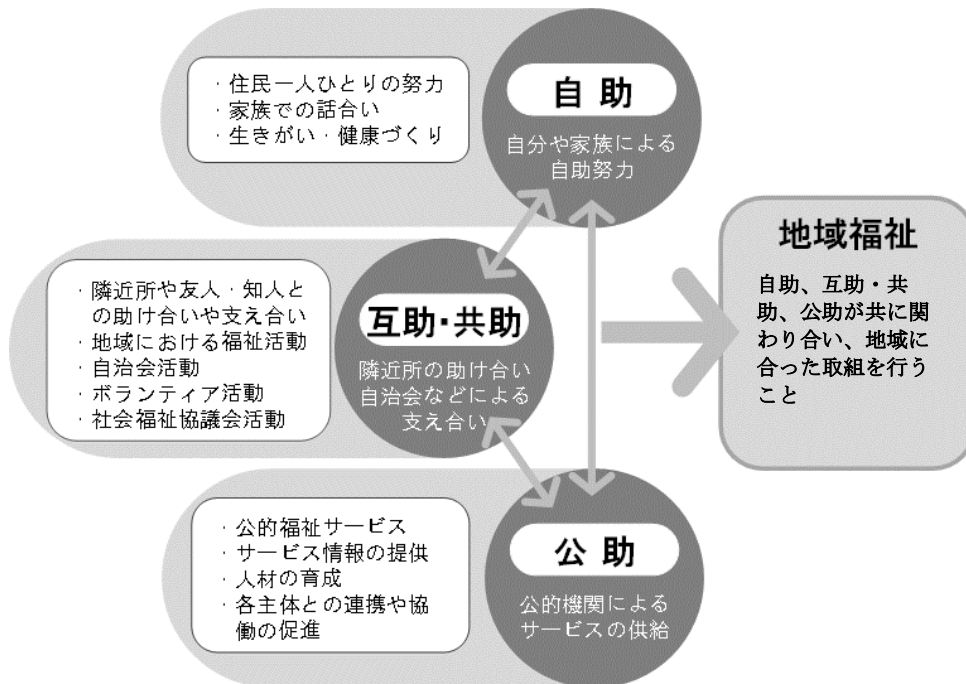 ・住民一人ひとりの努力
・家族での話合い
・生きがい・健康づくり
自助
自分や家族による
自助努力
・隣近所や友人・知人と
の助け合いや支え合い
・地域における福祉活動
・自治会活動
・ボランティア活動
・社会福祉協議会活動
互助・共助
隣近所の助け合い
自治会などによる
支え合い
・公的福祉サービス
・サービス情報の提供
・人材の育成
・各主体との連携や協
働の促進
公助
公的機関による
サービスの供給
地域福祉
自助、互助・共
助、公助が共に関
わり合い、地域に
合った取組を行う
こと